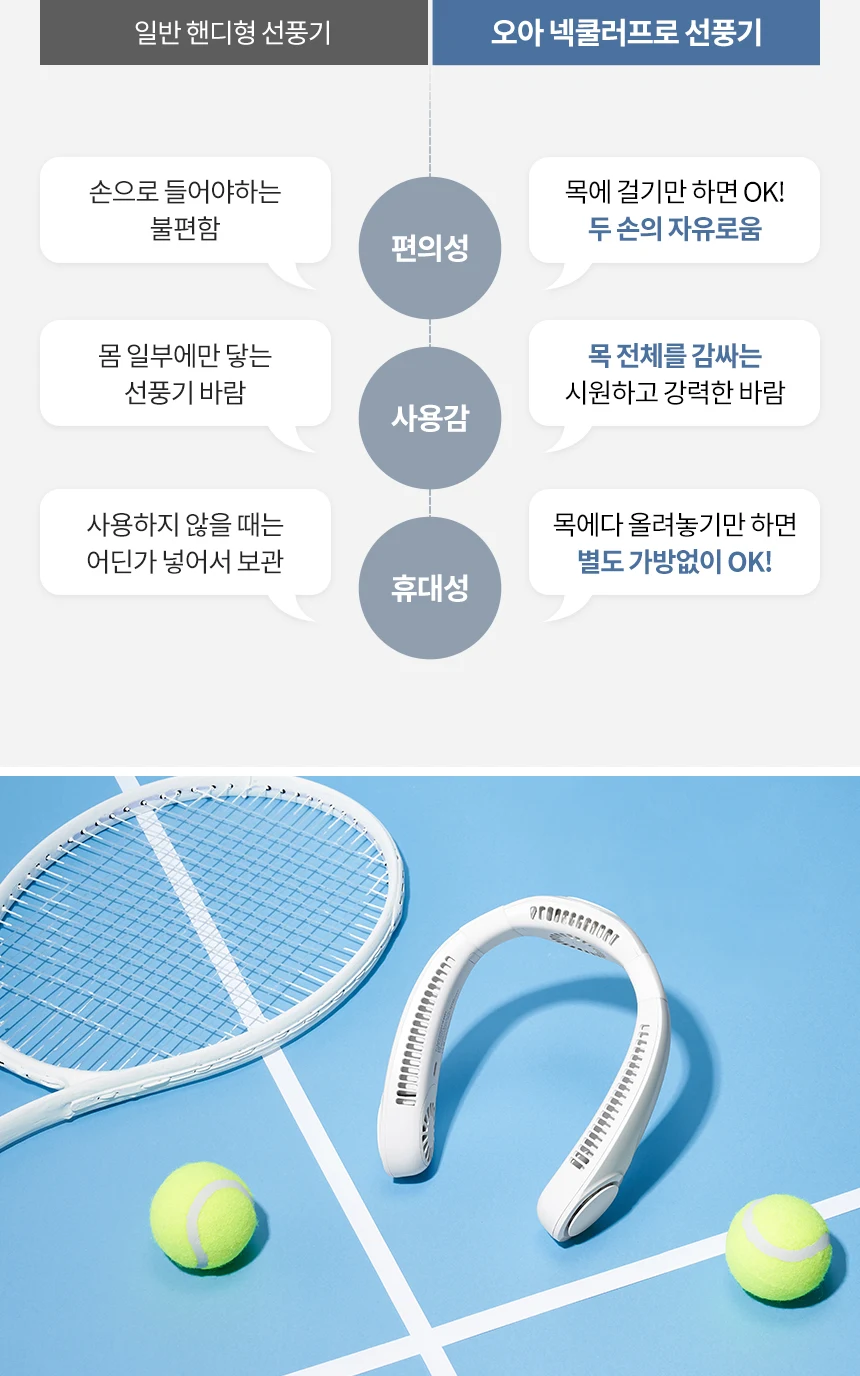 일반 핸디형 선풍기
오아 넥쿨러프로 선풍기
손으로 들어야하는
불편함
편의성
목에 걸기만 하면 OK!
두 손의 자유로움
몸 일부에만 닿는
선풍기 바람
사용감
목 전체를 감싸는
시원하고 강력한 바람
사용하지 않을 때는
어딘가 넣어서 보관
휴대성
목에다 올려놓기만 하면
별도 가방없이 OK!